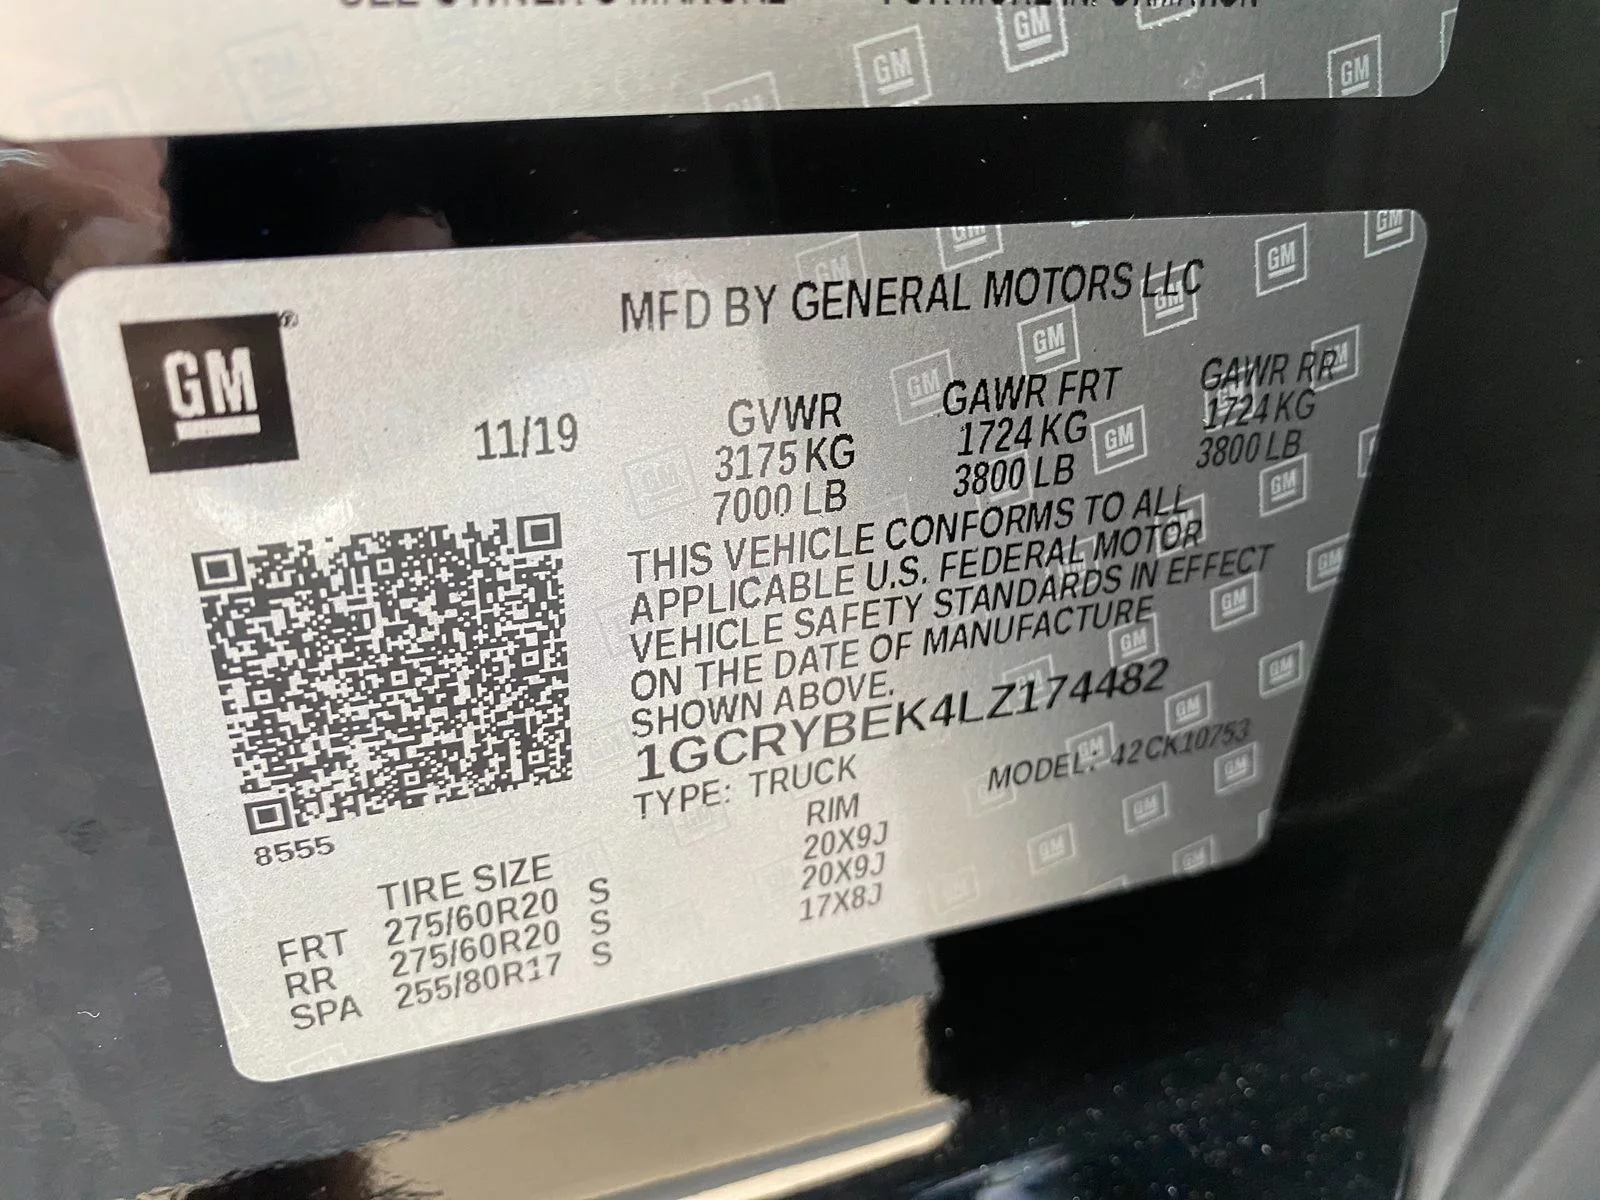 MFD BY GENERAL MOTORS LLC
GM ®
11/19 GVWR GAWR FRT GAWR RR
3175 KG 1724 KG 1724 KG
7000 LB 3800 LB 3800 LB
THIS VEHICLE CONFORMS TO ALL
APPLICABLE U.S. FEDERAL MOTOR
VEHICLE SAFETY STANDARDS IN EFFECT
ON THE DATE OF MANUFACTURE
SHOWN ABOVE.
1GCRYBEK4LZ174482
TYPE: TRUCK MODEL: 42CK10753
8555
TIRE SIZE RIM
FRT 275/60R20 S 20X9J
RR 275/60R20 S 20X9J
SPA 255/80R17 S 17X8J